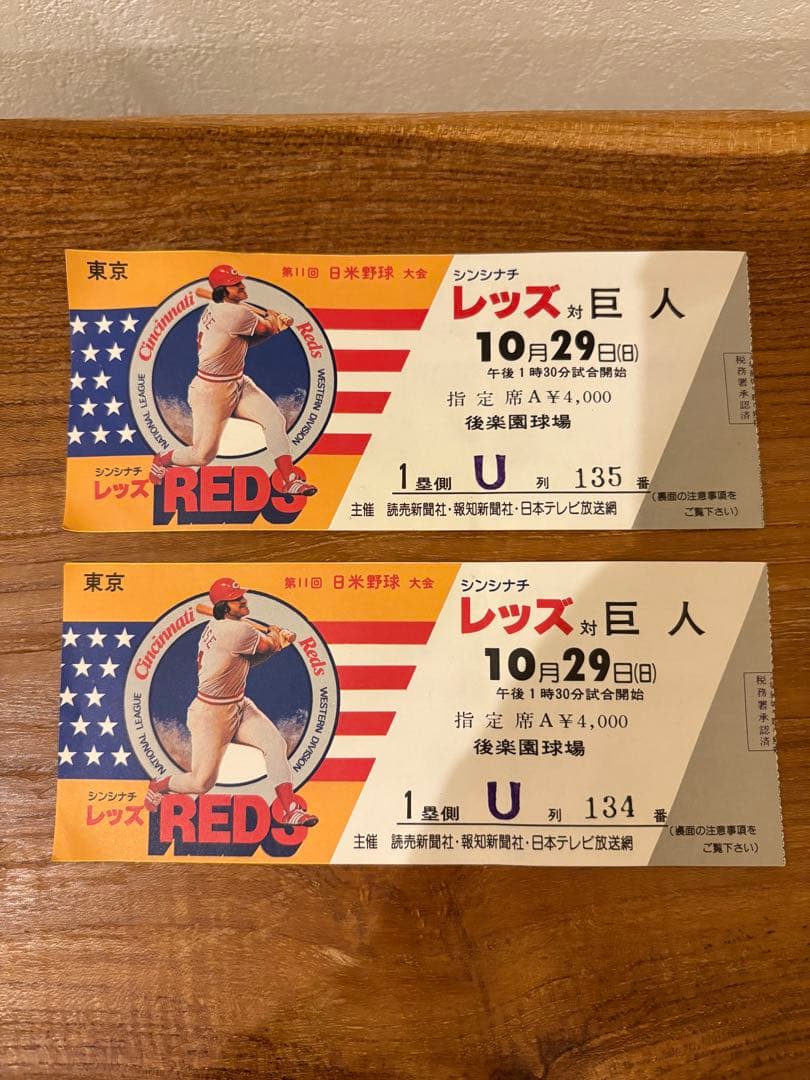 東京
第11回 日米野球 大会
Cincinnati Reds
NATIONAL LEAGUE
WESTERN DIVISION
シンシナチ
レッズ REDS
シンシナチ
レッズ 対 巨人
10月29日(日)
午後1時30分試合開始
指定席A¥4,000
後楽園球場
1塁側 U 列 135 番
主催 読売新聞社・報知新聞社・日本テレビ放送網
(裏面の注意事項を
ご覧下さい)
税務署承認済
東京
第11回 日米野球 大会
Cincinnati Reds
NATIONAL LEAGUE
WESTERN DIVISION
シンシナチ
レッズ REDS
シンシナチ
レッズ 対 巨人
10月29日(日)
午後1時30分試合開始
指定席A¥4,000
後楽園球場
1塁側 U 列 134 番
主催 読売新聞社・報知新聞社・日本テレビ放送網
(裏面の注意事項を
ご覧下さい)
税務署承認済